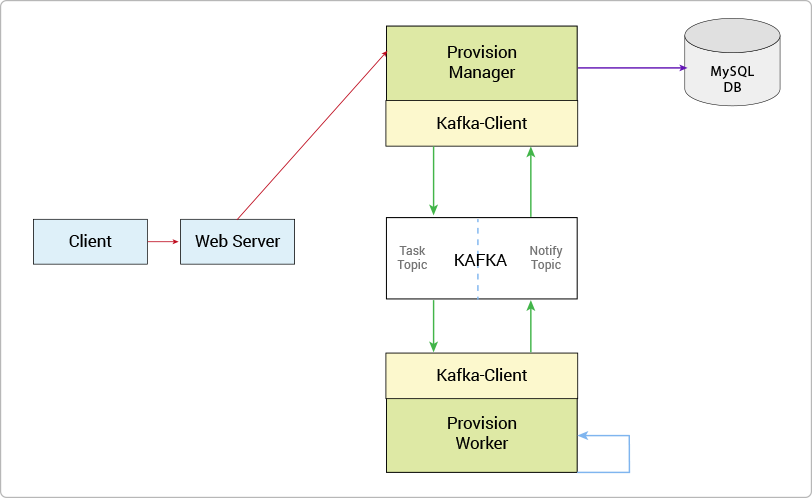 Provision
Manager
Kafka-Client
MySQL
DB
Client
Web Server
Task
Topic
KAFKA
Notify
Topic
Kafka-Client
Provision
Worker